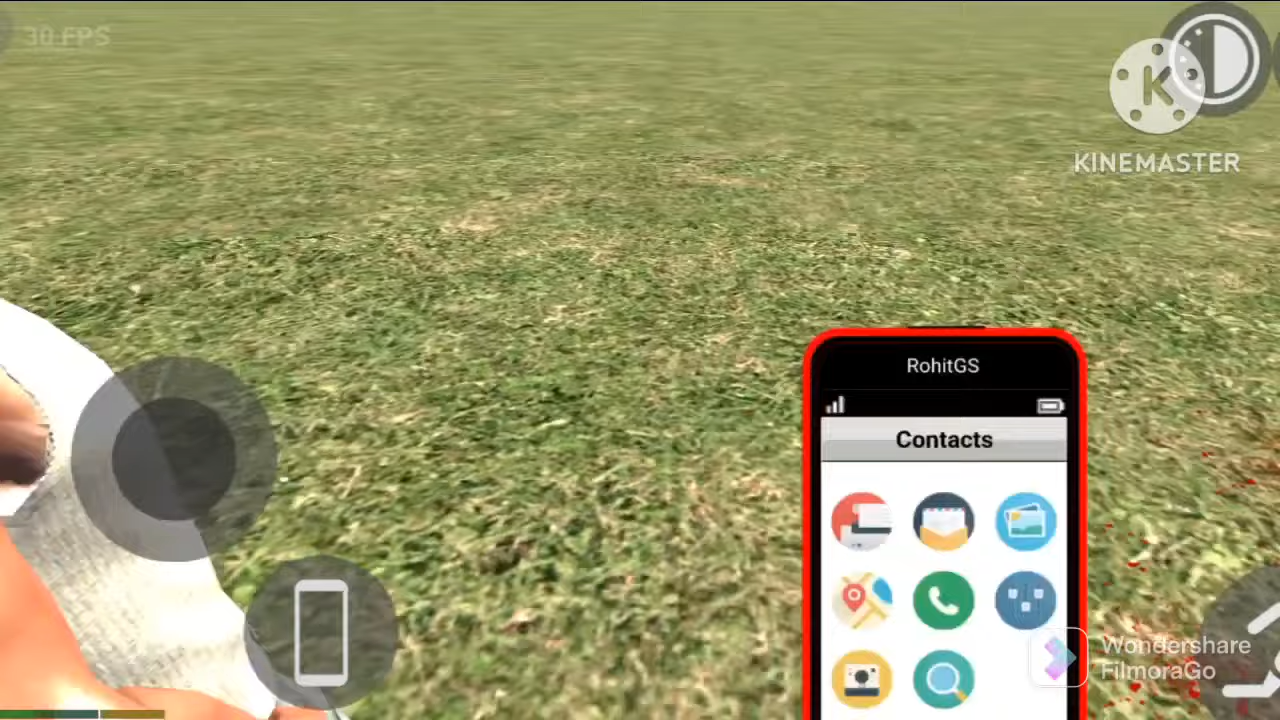 30 FPS
K
KINEMASTER
RohitGS
Contacts
Wondershare
FilmoraGo